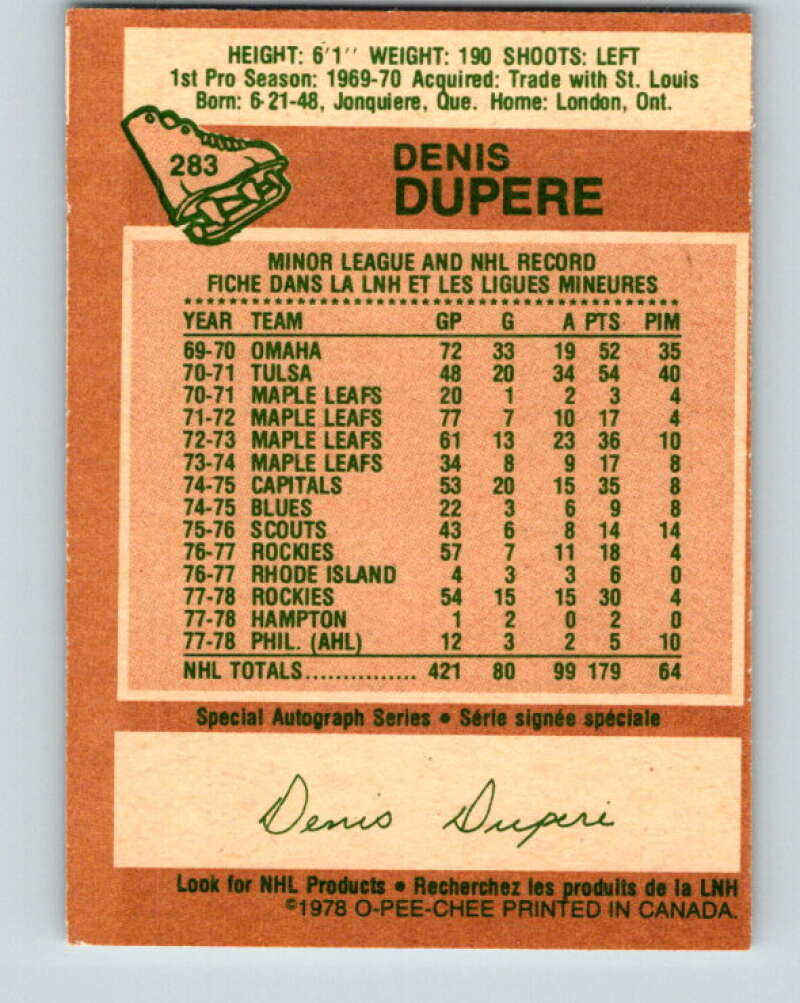 HEIGHT: 6'1'' WEIGHT: 190 SHOOTS: LEFT
1st Pro Season: 1969-70 Acquired: Trade with St. Louis
Born: 6-21-48, Jonquiere, Que. Home: London, Ont.
283
DENIS
DUPERE
MINOR LEAGUE AND NHL RECORD
FICHE DANS LA LNH ET LES LIGUES MINEURES
YEAR TEAM GP G A PTS PIM
69-70 OMAHA 72 33 19 52 35
70-71 TULSA 48 20 34 54 40
70-71 MAPLE LEAFS 20 1 2 3 4
71-72 MAPLE LEAFS 77 7 10 17 4
72-73 MAPLE LEAFS 61 13 23 36 10
73-74 MAPLE LEAFS 34 8 9 17 8
74-75 CAPITALS 53 20 15 35 8
74-75 BLUES 22 3 6 9 8
75-76 SCOUTS 43 6 8 14 14
76-77 ROCKIES 57 7 11 18 4
76-77 RHODE ISLAND 4 3 3 6 0
77-78 ROCKIES 54 15 15 30 4
77-78 HAMPTON 1 2 0 2 0
77-78 PHIL. (AHL) 12 3 2 5 10
NHL TOTALS............... 421 80 99 179 64
Special Autograph Series • Série signée spéciale
Denis Dupere
Look for NHL Products • Recherchez les produits de la LNH
©1978 O-PEE-CHEE PRINTED IN CANADA.